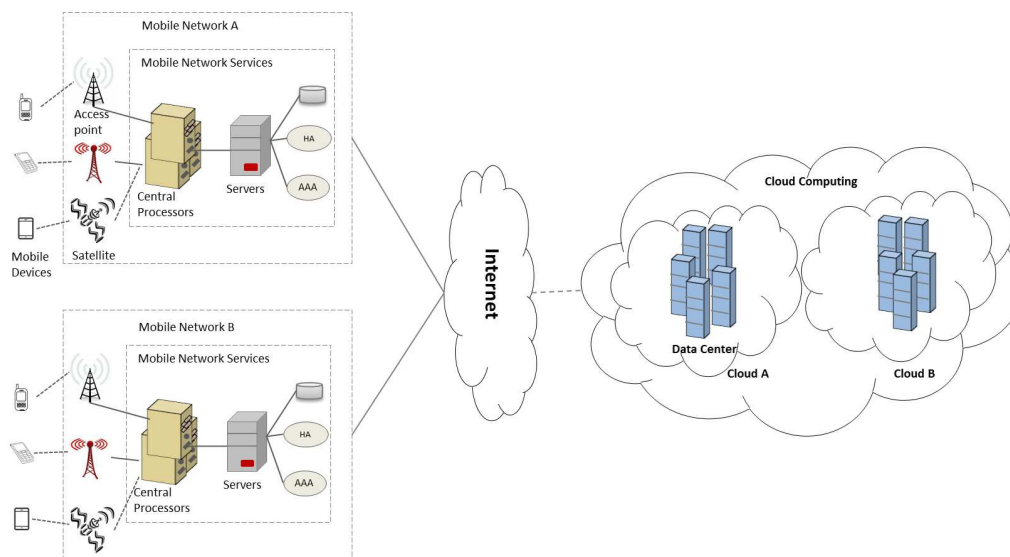 Mobile Network A
Mobile Network Services
Access
point
HA
AAA
Central
Processors
Servers
Mobile
Devices
Satellite
Internet
Cloud Computing
Data Center
Cloud A
Cloud B
Mobile Network B
Mobile Network Services
HA
AAA
Servers
Central
Processors